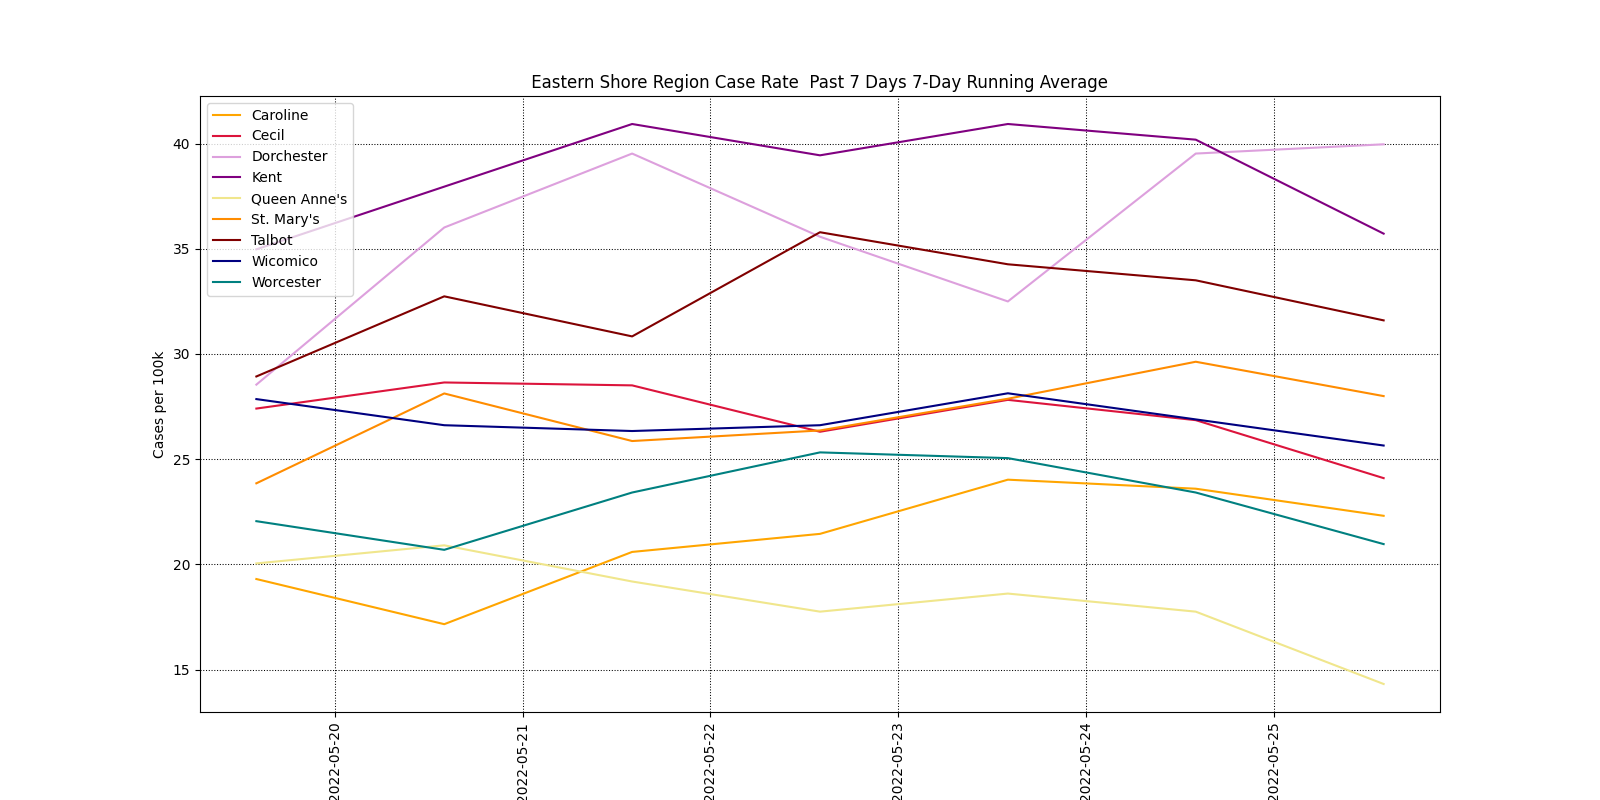 Eastern Shore Region Case Rate  Past 7 Days 7-Day Running Average
Caroline
Cecil
Dorchester
Kent
Queen Anne's
St. Mary's
Talbot
Wicomico
Worcester
Cases per 100k
40
35
30
25
20
15
2022-05-20
2022-05-21
2022-05-22
2022-05-23
2022-05-24
2022-05-25